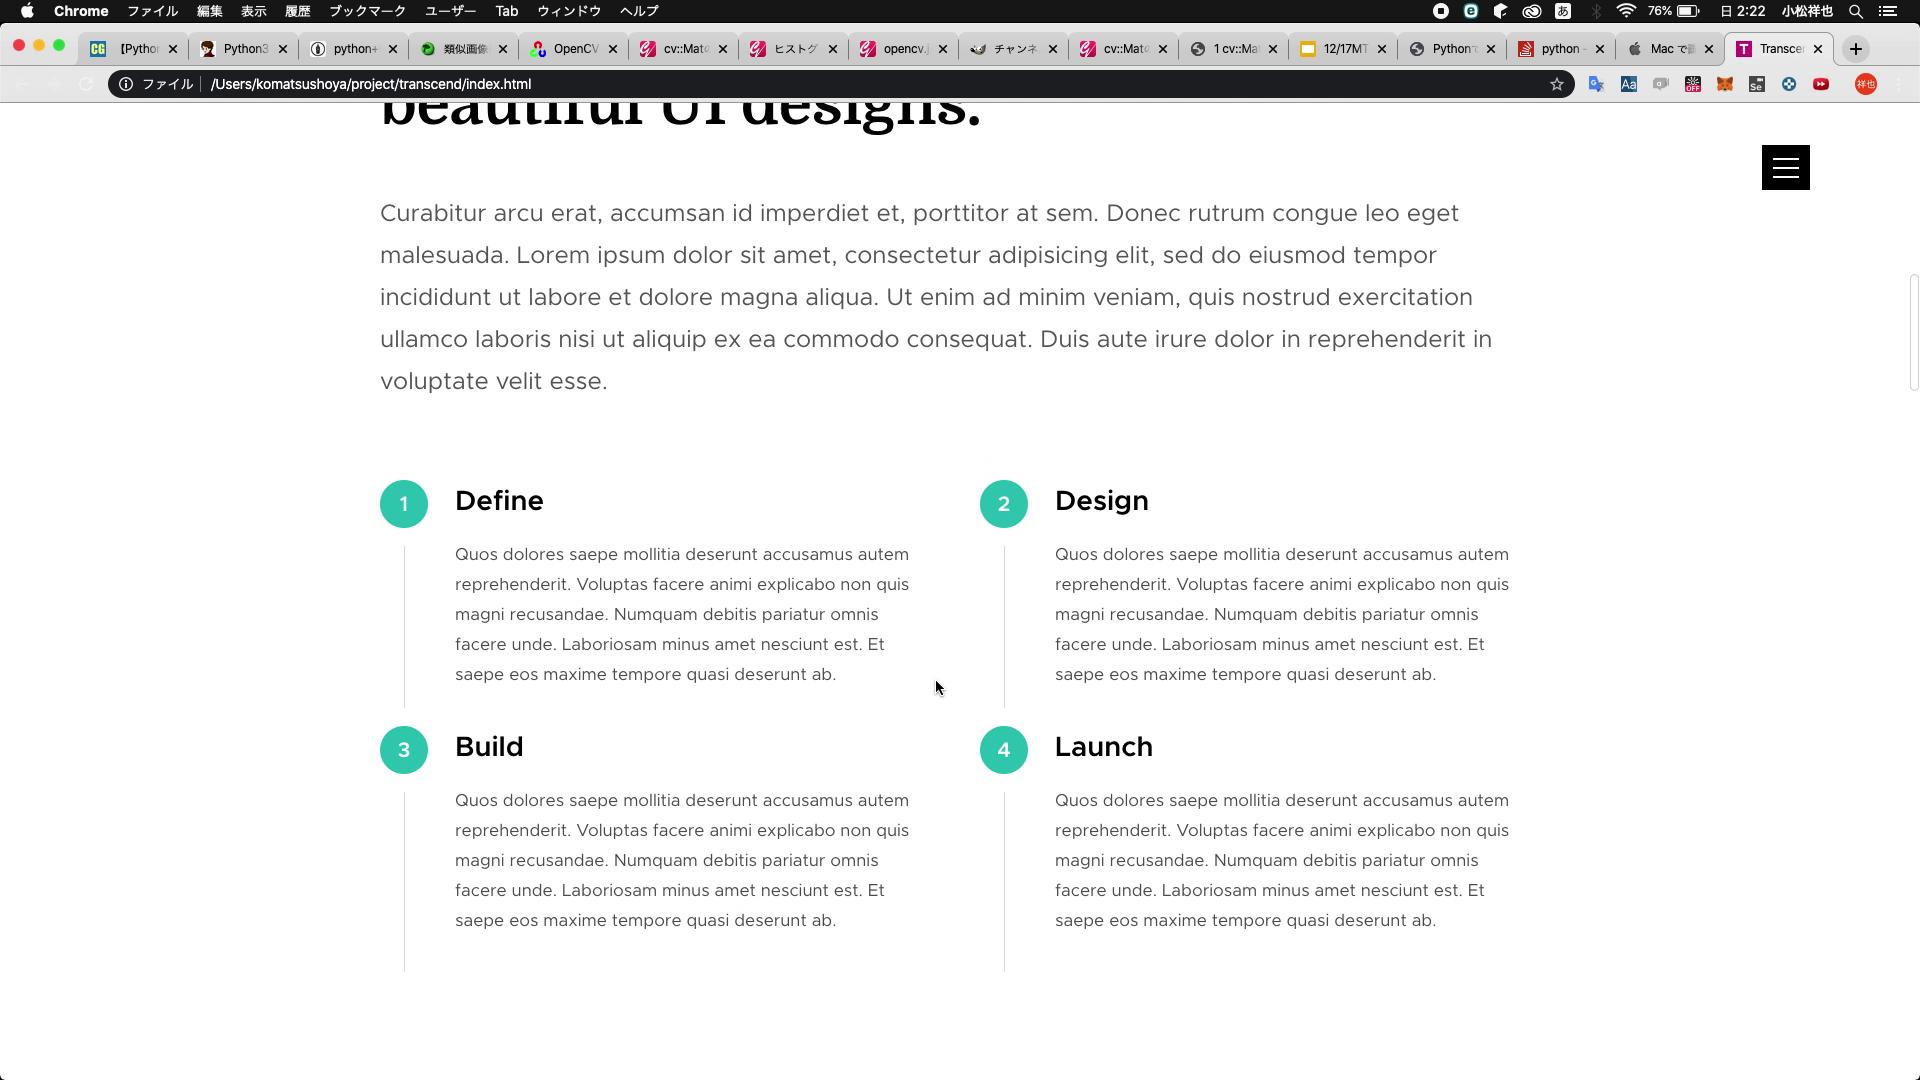 Chrome ファイル 編集 表示 履歴 ブックマーク ユーザー Tab ウィンドウ ヘルプ 76% 日 2:22 小松祥也
【Pytho Python3 python+ 類似画像 OpenCV cv::Mat ヒストグ opencv. チャンネ cv::Mat 1 cv::Ma 12/17MT Python python - Mac で Transce
ファイル /Users/komatsushoya/project/transcend/index.html
beautiful UI designs.
Curabitur arcu erat, accumsan id imperdiet et, porttitor at sem. Donec rutrum congue leo eget
malesuada. Lorem ipsum dolor sit amet, consectetur adipisicing elit, sed do eiusmod tempor
incididunt ut labore et dolore magna aliqua. Ut enim ad minim veniam, quis nostrud exercitation
ullamco laboris nisi ut aliquip ex ea commodo consequat. Duis aute irure dolor in reprehenderit in
voluptate velit esse.
1 Define
Quos dolores saepe mollitia deserunt accusamus autem
reprehenderit. Voluptas facere animi explicabo non quis
magni recusandae. Numquam debitis pariatur omnis
facere unde. Laboriosam minus amet nesciunt est. Et
saepe eos maxime tempore quasi deserunt ab.
2 Design
Quos dolores saepe mollitia deserunt accusamus autem
reprehenderit. Voluptas facere animi explicabo non quis
magni recusandae. Numquam debitis pariatur omnis
facere unde. Laboriosam minus amet nesciunt est. Et
saepe eos maxime tempore quasi deserunt ab.
3 Build
Quos dolores saepe mollitia deserunt accusamus autem
reprehenderit. Voluptas facere animi explicabo non quis
magni recusandae. Numquam debitis pariatur omnis
facere unde. Laboriosam minus amet nesciunt est. Et
saepe eos maxime tempore quasi deserunt ab.
4 Launch
Quos dolores saepe mollitia deserunt accusamus autem
reprehenderit. Voluptas facere animi explicabo non quis
magni recusandae. Numquam debitis pariatur omnis
facere unde. Laboriosam minus amet nesciunt est. Et
saepe eos maxime tempore quasi deserunt ab.